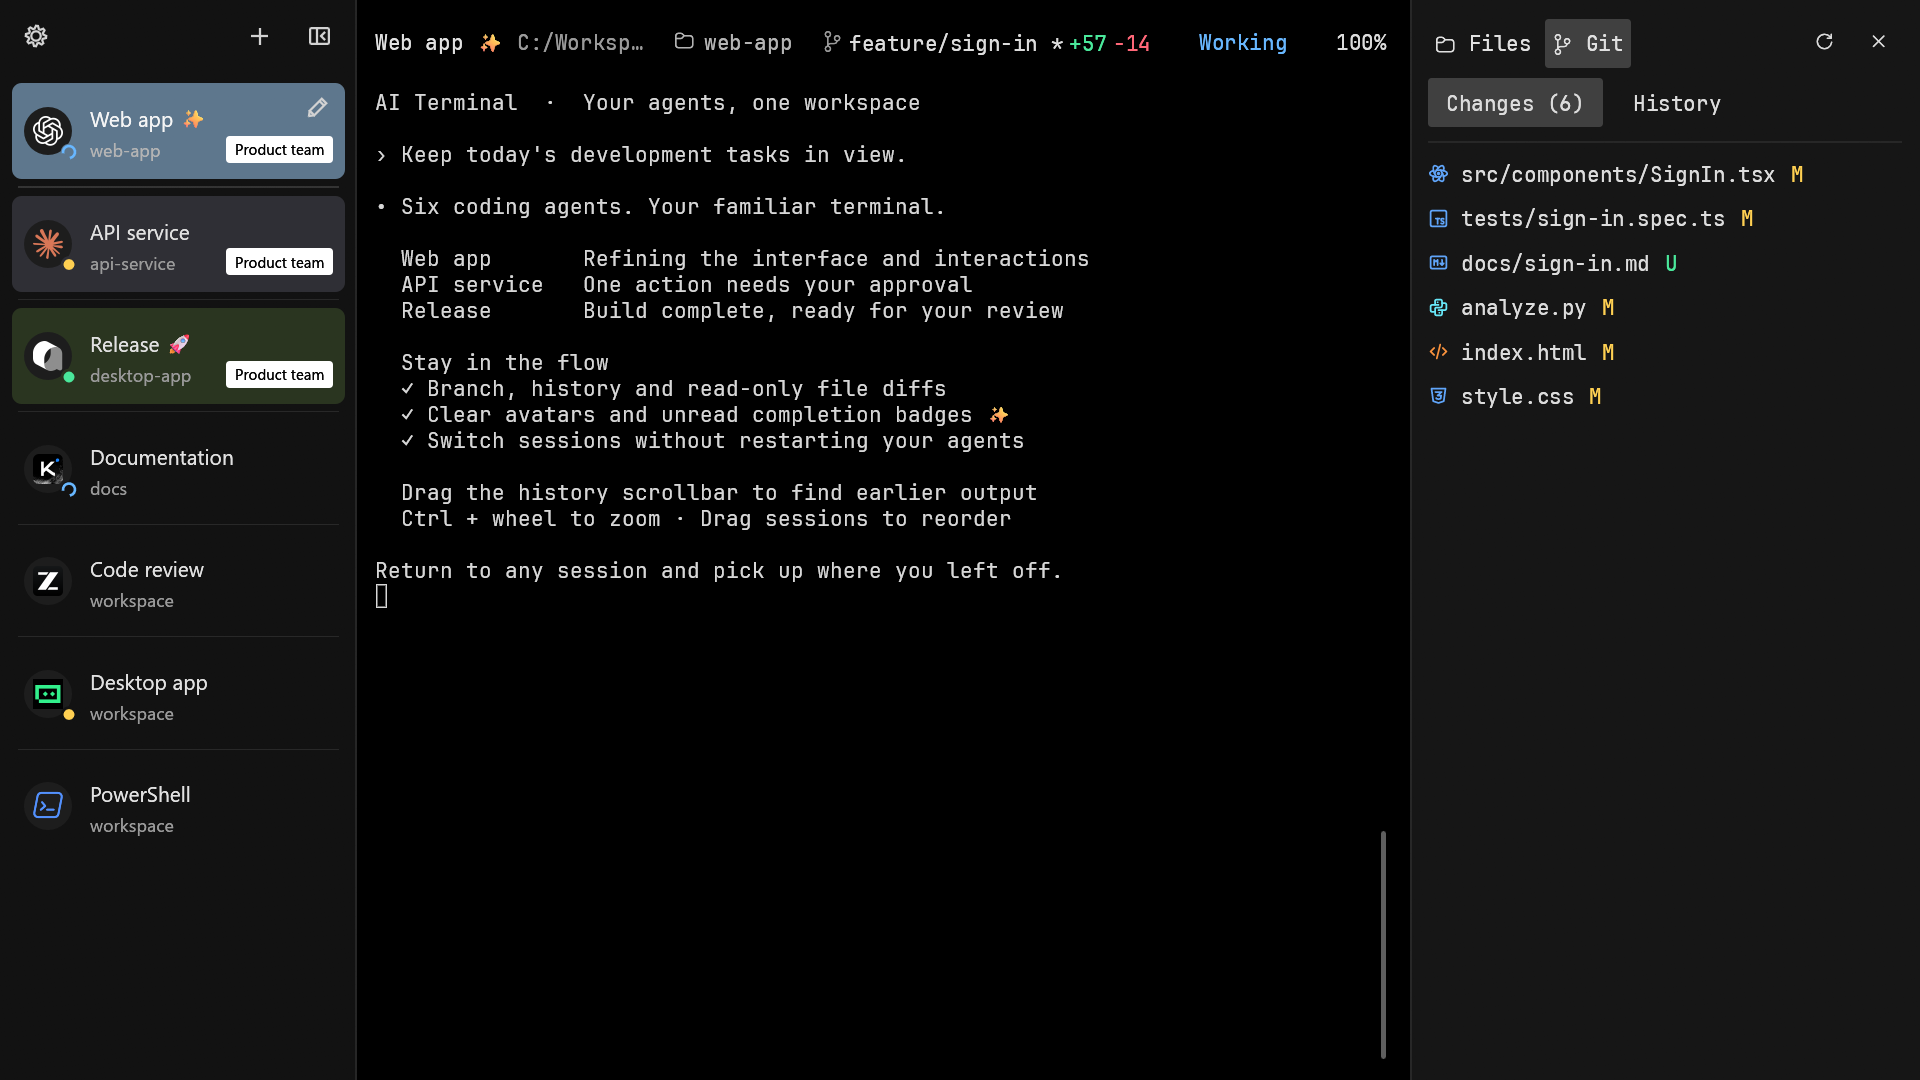 Web app ✨
web-app
Product team
API service
api-service
Product team
Release 🚀
desktop-app
Product team
Documentation
docs
Code review
workspace
Desktop app
workspace
PowerShell
workspace
Web app ✨ C:/Worksp… web-app feature/sign-in *+57 -14 Working 100%
AI Terminal · Your agents, one workspace
› Keep today's development tasks in view.
• Six coding agents. Your familiar terminal.
Web app Refining the interface and interactions
API service One action needs your approval
Release Build complete, ready for your review
Stay in the flow
✓ Branch, history and read-only file diffs
✓ Clear avatars and unread completion badges ✨
✓ Switch sessions without restarting your agents
Drag the history scrollbar to find earlier output
Ctrl + wheel to zoom · Drag sessions to reorder
Return to any session and pick up where you left off.
Files Git
Changes (6) History
src/components/SignIn.tsx M
TS tests/sign-in.spec.ts M
docs/sign-in.md U
analyze.py M
index.html M
style.css M